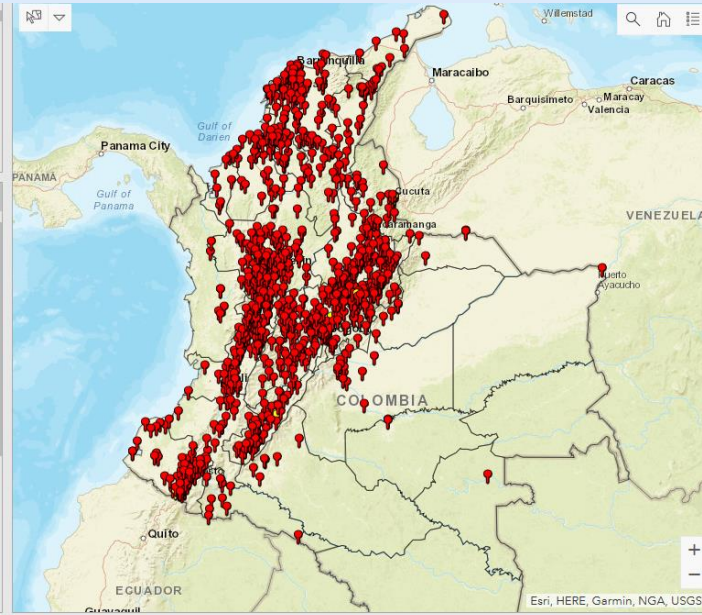 Willemstad
Barranquilla
Maracaibo
Caracas
Barquisimeto
Maracay
Valencia
Gulf of
Darien
Panama City
PANAMÁ
Gulf of
Panama
Cucuta
VENEZUELA
Puerto
Ayacucho
COLOMBIA
Quito
ECUADOR
Guayaquil
Esri, HERE, Garmin, NGA, USGS
+
−